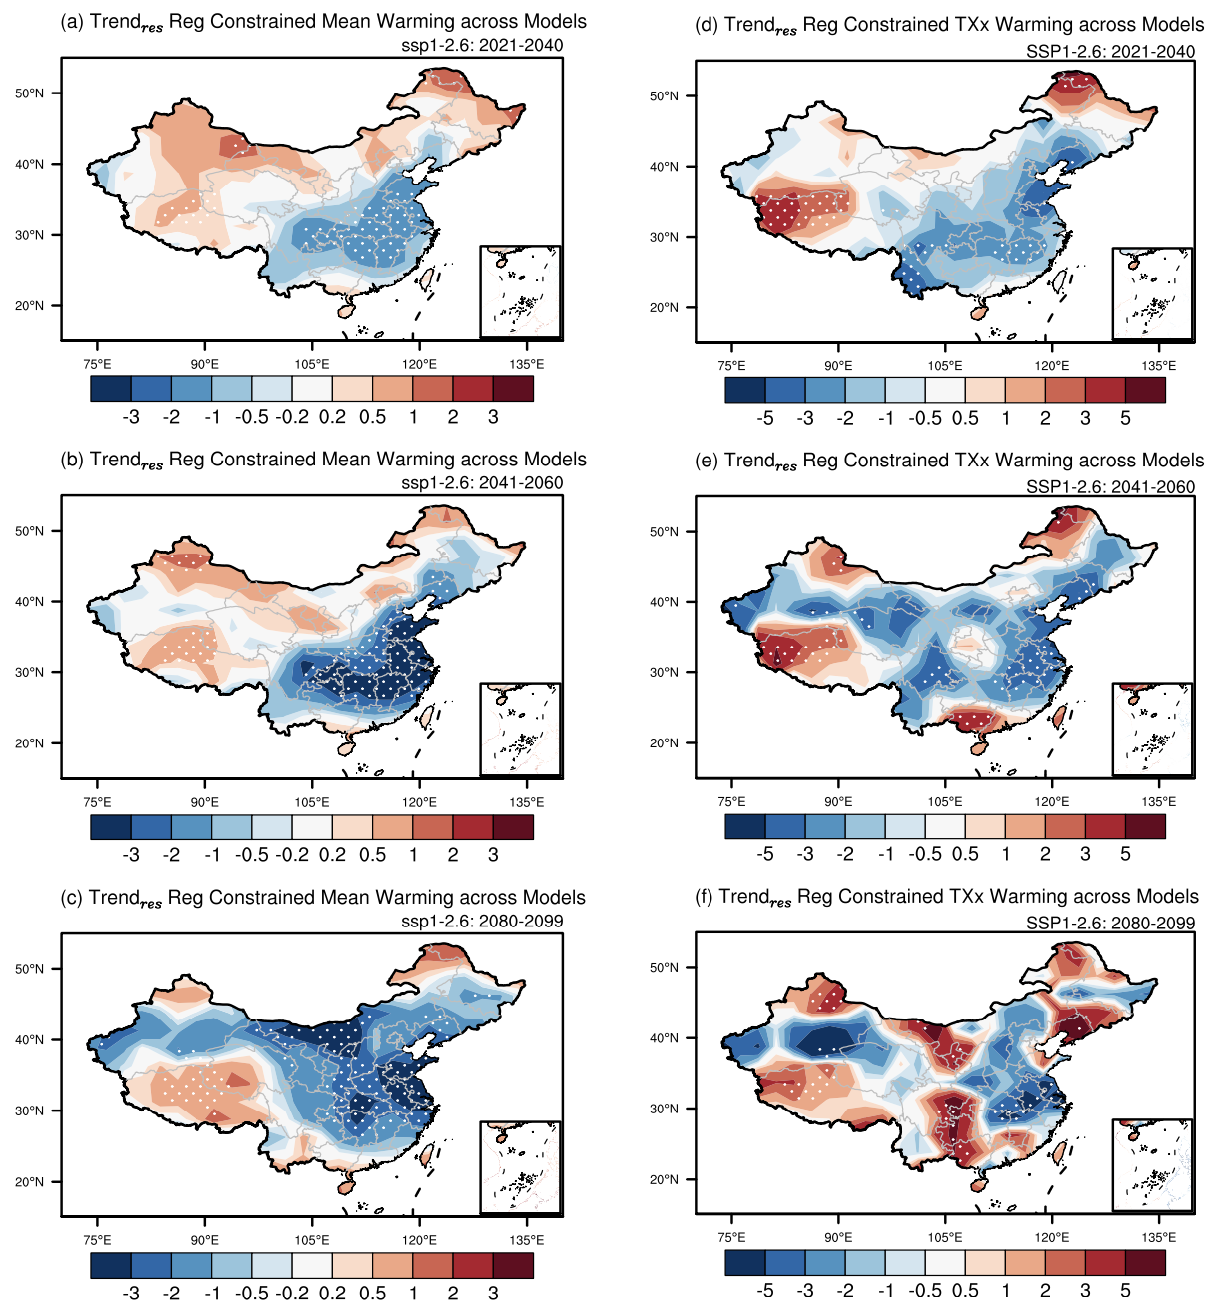 (a) Trendres Reg Constrained Mean Warming across Models
ssp1-2.6: 2021-2040
50°N
40°N
30°N
20°N
75°E 90°E 105°E 120°E 135°E
-3 -2 -1 -0.5 -0.2 0.2 0.5 1 2 3
(b) Trendres Reg Constrained Mean Warming across Models
ssp1-2.6: 2041-2060
50°N
40°N
30°N
20°N
75°E 90°E 105°E 120°E 135°E
-3 -2 -1 -0.5 -0.2 0.2 0.5 1 2 3
(c) Trendres Reg Constrained Mean Warming across Models
ssp1-2.6: 2080-2099
50°N
40°N
30°N
20°N
75°E 90°E 105°E 120°E 135°E
-3 -2 -1 -0.5 -0.2 0.2 0.5 1 2 3
(d) Trendres Reg Constrained TXx Warming across Models
SSP1-2.6: 2021-2040
50°N
40°N
30°N
20°N
75°E 90°E 105°E 120°E 135°E
-5 -3 -2 -1 -0.5 0.5 1 2 3 5
(e) Trendres Reg Constrained TXx Warming across Models
SSP1-2.6: 2041-2060
50°N
40°N
30°N
20°N
75°E 90°E 105°E 120°E 135°E
-5 -3 -2 -1 -0.5 0.5 1 2 3 5
(f) Trendres Reg Constrained TXx Warming across Models
SSP1-2.6: 2080-2099
50°N
40°N
30°N
20°N
75°E 90°E 105°E 120°E 135°E
-5 -3 -2 -1 -0.5 0.5 1 2 3 5